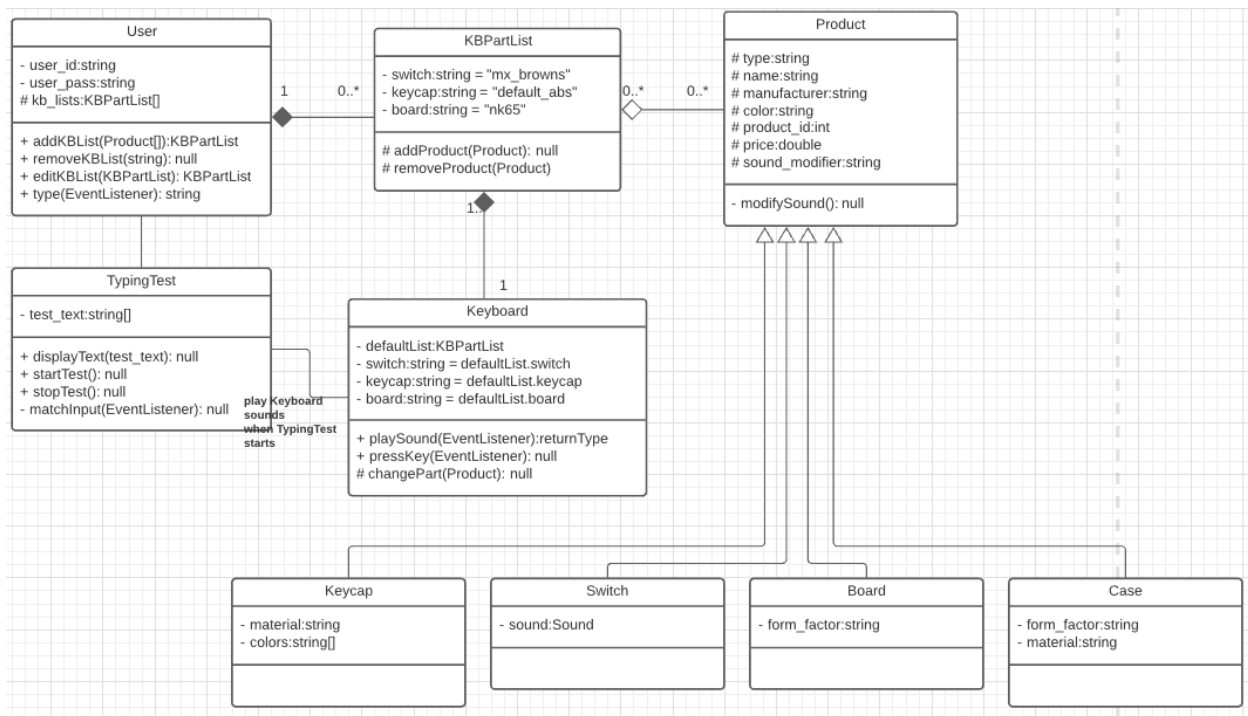 User
- user_id:string
- user_pass:string
# kb_lists:KBPartList[]
+ addKBList(Product[]):KBPartList
+ removeKBList(string): null
+ editKBList(KBPartList): KBPartList
+ type(EventListener): string
1
0..*
KBPartList
- switch:string = "mx_browns"
- keycap:string = "default_abs"
- board:string = "nk65"
# addProduct(Product): null
# removeProduct(Product)
0..*
0..*
Product
# type:string
# name:string
# manufacturer:string
# color:string
# product_id:int
# price:double
# sound_modifier:string
- modifySound(): null
1..
1
TypingTest
- test_text:string[]
+ displayText(test_text): null
+ startTest(): null
+ stopTest(): null
- matchInput(EventListener): null
play Keyboard
sounds
when TypingTest
starts
Keyboard
- defaultList:KBPartList
- switch:string = defaultList.switch
- keycap:string = defaultList.keycap
- board:string = defaultList.board
+ playSound(EventListener):returnType
+ pressKey(EventListener): null
# changePart(Product): null
Keycap
- material:string
- colors:string[]
Switch
- sound:Sound
Board
- form_factor:string
Case
- form_factor:string
- material:string